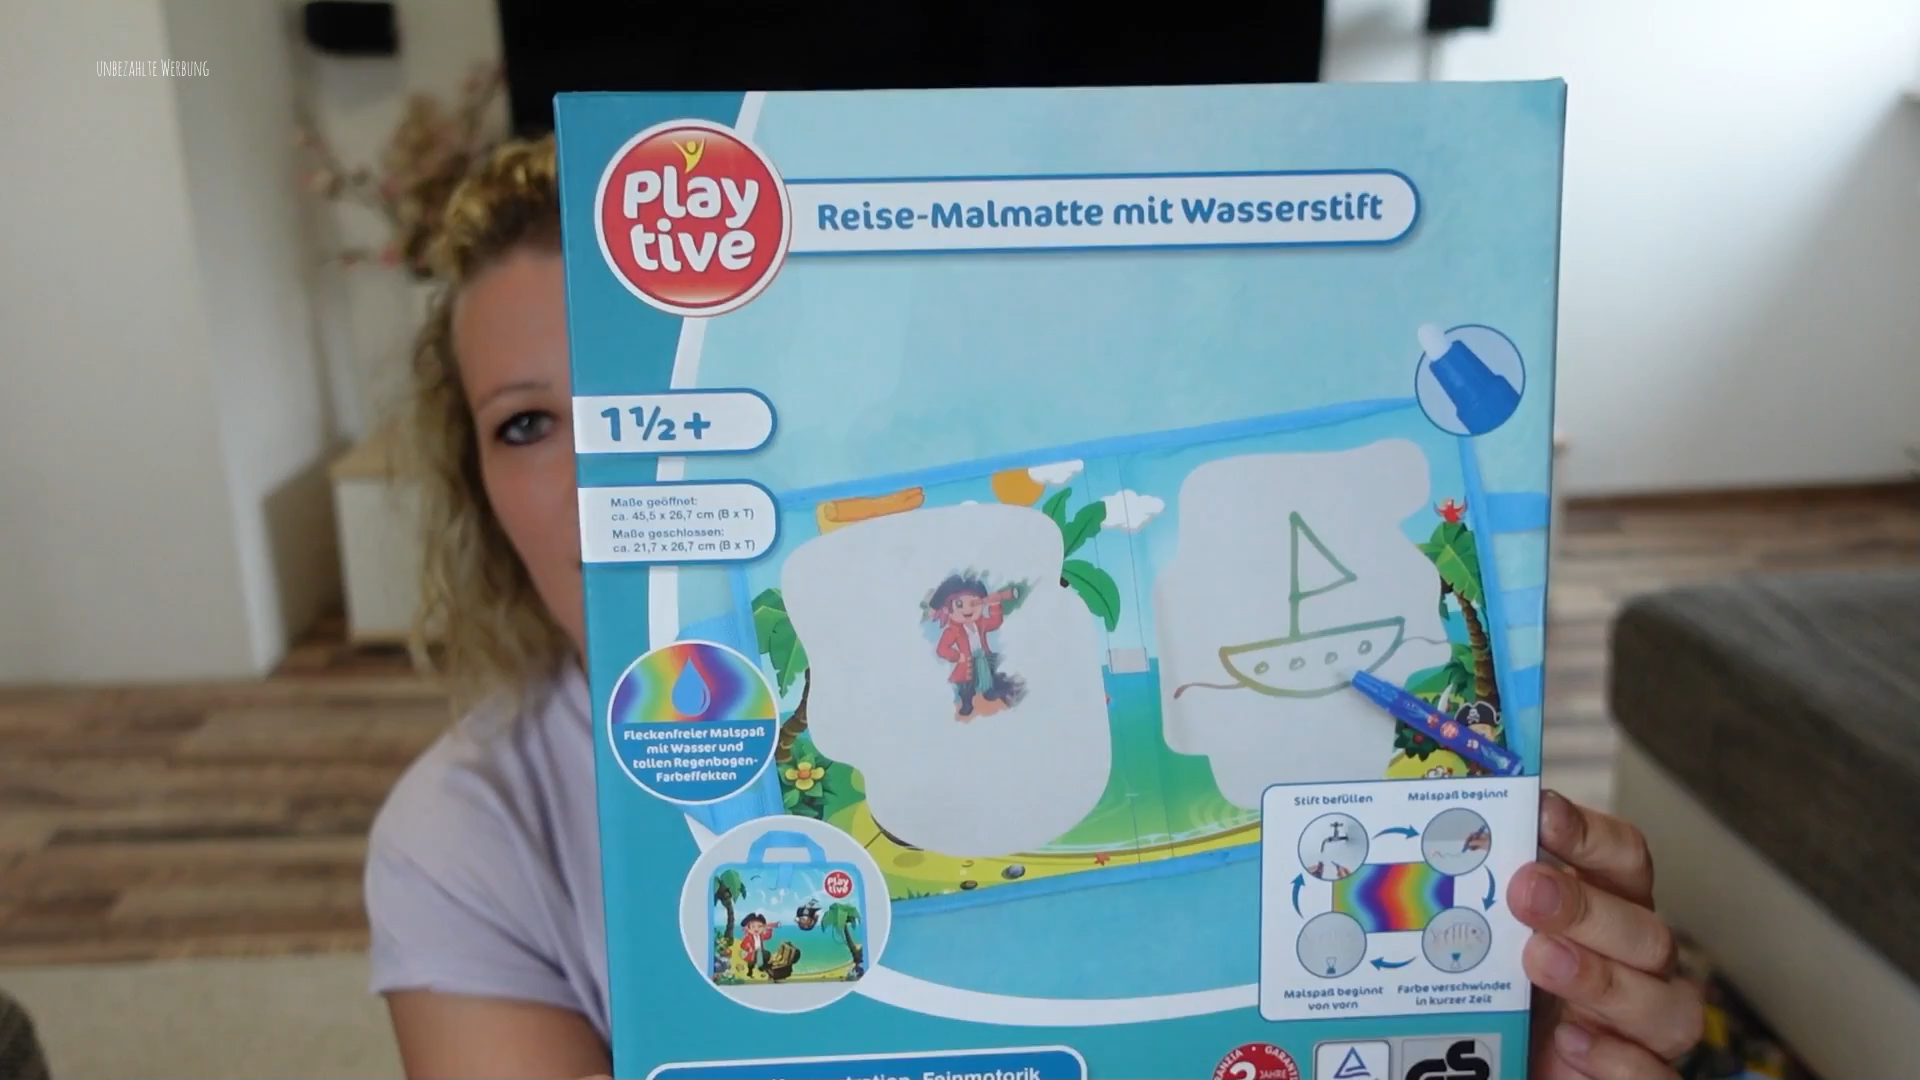 UNBEZAHLTE WERBUNG
Play
tive
Reise-Malmatte mit Wasserstift
1½+
Maße geöffnet:
ca. 45,5 x 26,7 cm (B x T)
Maße geschlossen:
ca. 21,7 x 26,7 cm (B x T)
Fleckenfreier Malspaß
mit Wasser und
tollen Regenbogen-
Farbeffekten
Play
tive
Stift befüllen
Malspaß beginnt
Malspaß beginnt
von vorn
Farbe verschwindet
in kurzer Zeit
Feinmotorik
JAHRE
GS